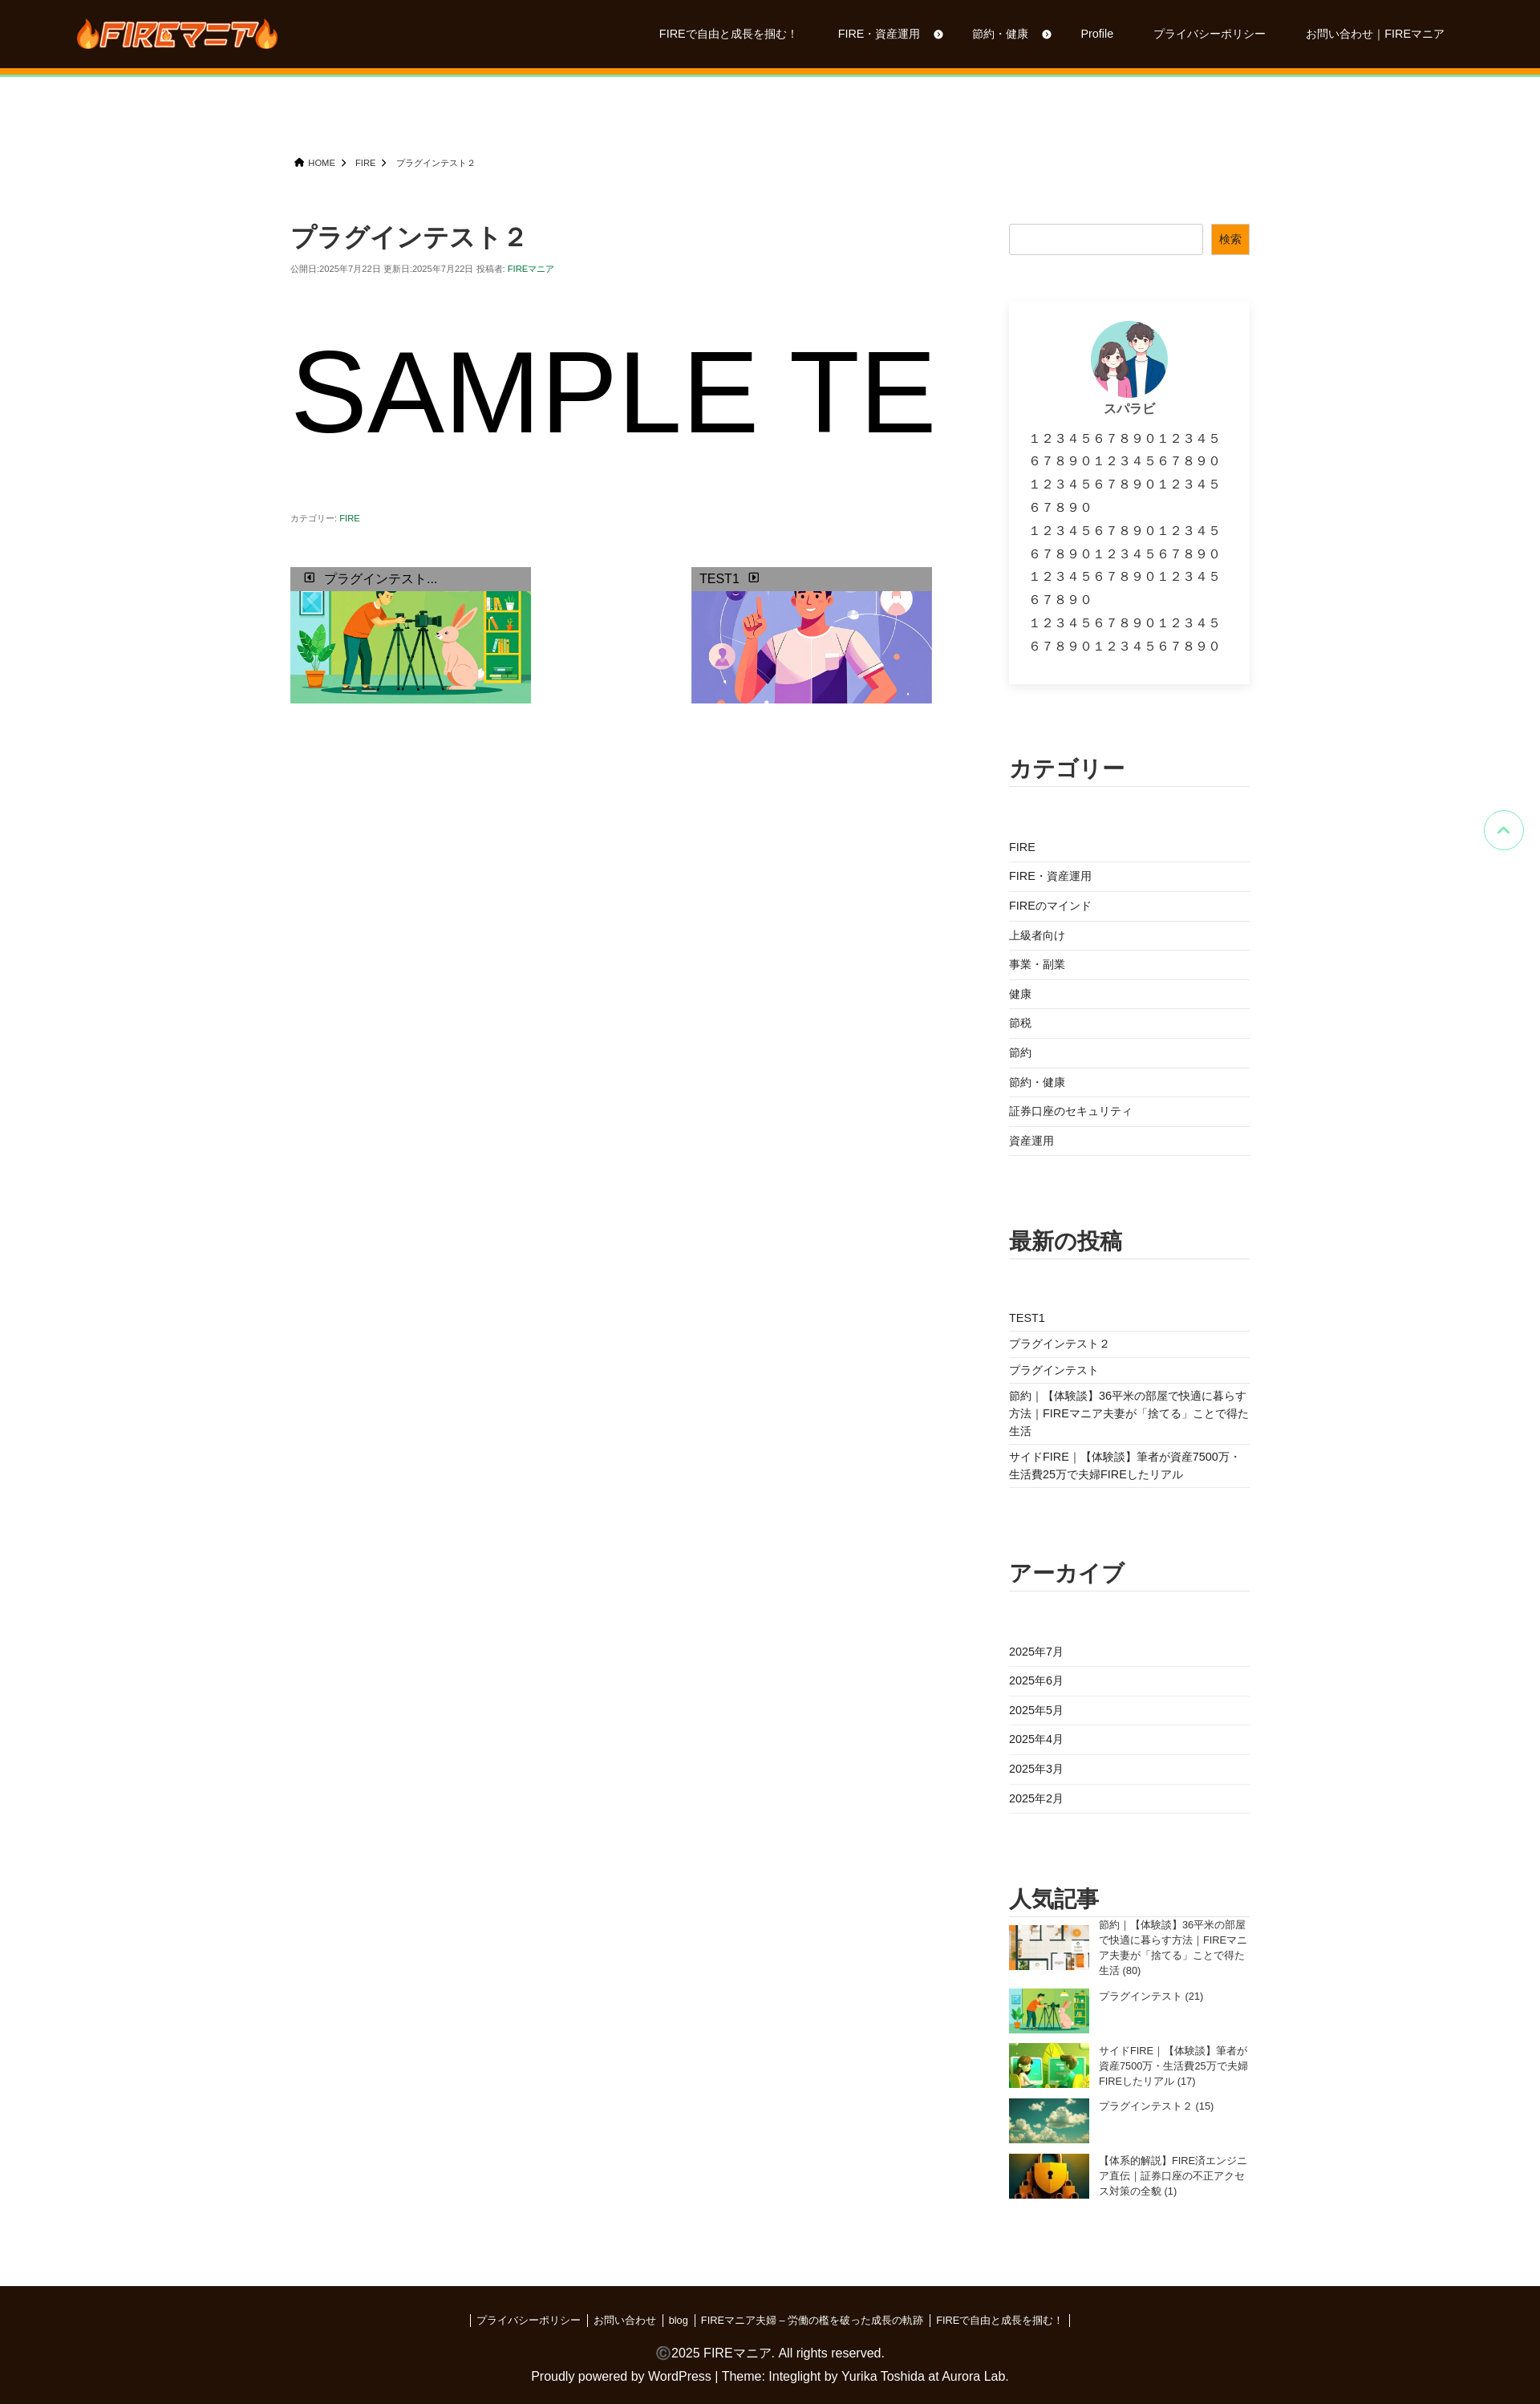 FIREマニア
FIREで自由と成長を掴む！
FIRE・資産運用
節約・健康
Profile
プライバシーポリシー
お問い合わせ｜FIREマニア
HOME FIRE プラグインテスト２
プラグインテスト２
公開日:2025年7月22日 更新日:2025年7月22日 投稿者: FIREマニア
SAMPLE TE
カテゴリー: FIRE
プラグインテスト...
TEST1
検索
スパラビ
１２３４５６７８９０１２３４５
６７８９０１２３４５６７８９０
１２３４５６７８９０１２３４５
６７８９０
１２３４５６７８９０１２３４５
６７８９０１２３４５６７８９０
１２３４５６７８９０１２３４５
６７８９０
１２３４５６７８９０１２３４５
６７８９０１２３４５６７８９０
カテゴリー
FIRE
FIRE・資産運用
FIREのマインド
上級者向け
事業・副業
健康
節税
節約
節約・健康
証券口座のセキュリティ
資産運用
最新の投稿
TEST1
プラグインテスト２
プラグインテスト
節約｜【体験談】36平米の部屋で快適に暮らす
方法｜FIREマニア夫妻が「捨てる」ことで得た
生活
サイドFIRE｜【体験談】筆者が資産7500万・
生活費25万で夫婦FIREしたリアル
アーカイブ
2025年7月
2025年6月
2025年5月
2025年4月
2025年3月
2025年2月
人気記事
節約｜【体験談】36平米の部屋
で快適に暮らす方法｜FIREマニ
ア夫妻が「捨てる」ことで得た
生活 (80)
プラグインテスト (21)
サイドFIRE｜【体験談】筆者が
資産7500万・生活費25万で夫婦
FIREしたリアル (17)
プラグインテスト２ (15)
【体系的解説】FIRE済エンジニ
ア直伝｜証券口座の不正アクセ
ス対策の全貌 (1)
プライバシーポリシー
お問い合わせ
blog
FIREマニア夫婦 – 労働の檻を破った成長の軌跡
FIREで自由と成長を掴む！
©2025 FIREマニア. All rights reserved.
Proudly powered by WordPress | Theme: Integlight by Yurika Toshida at Aurora Lab.